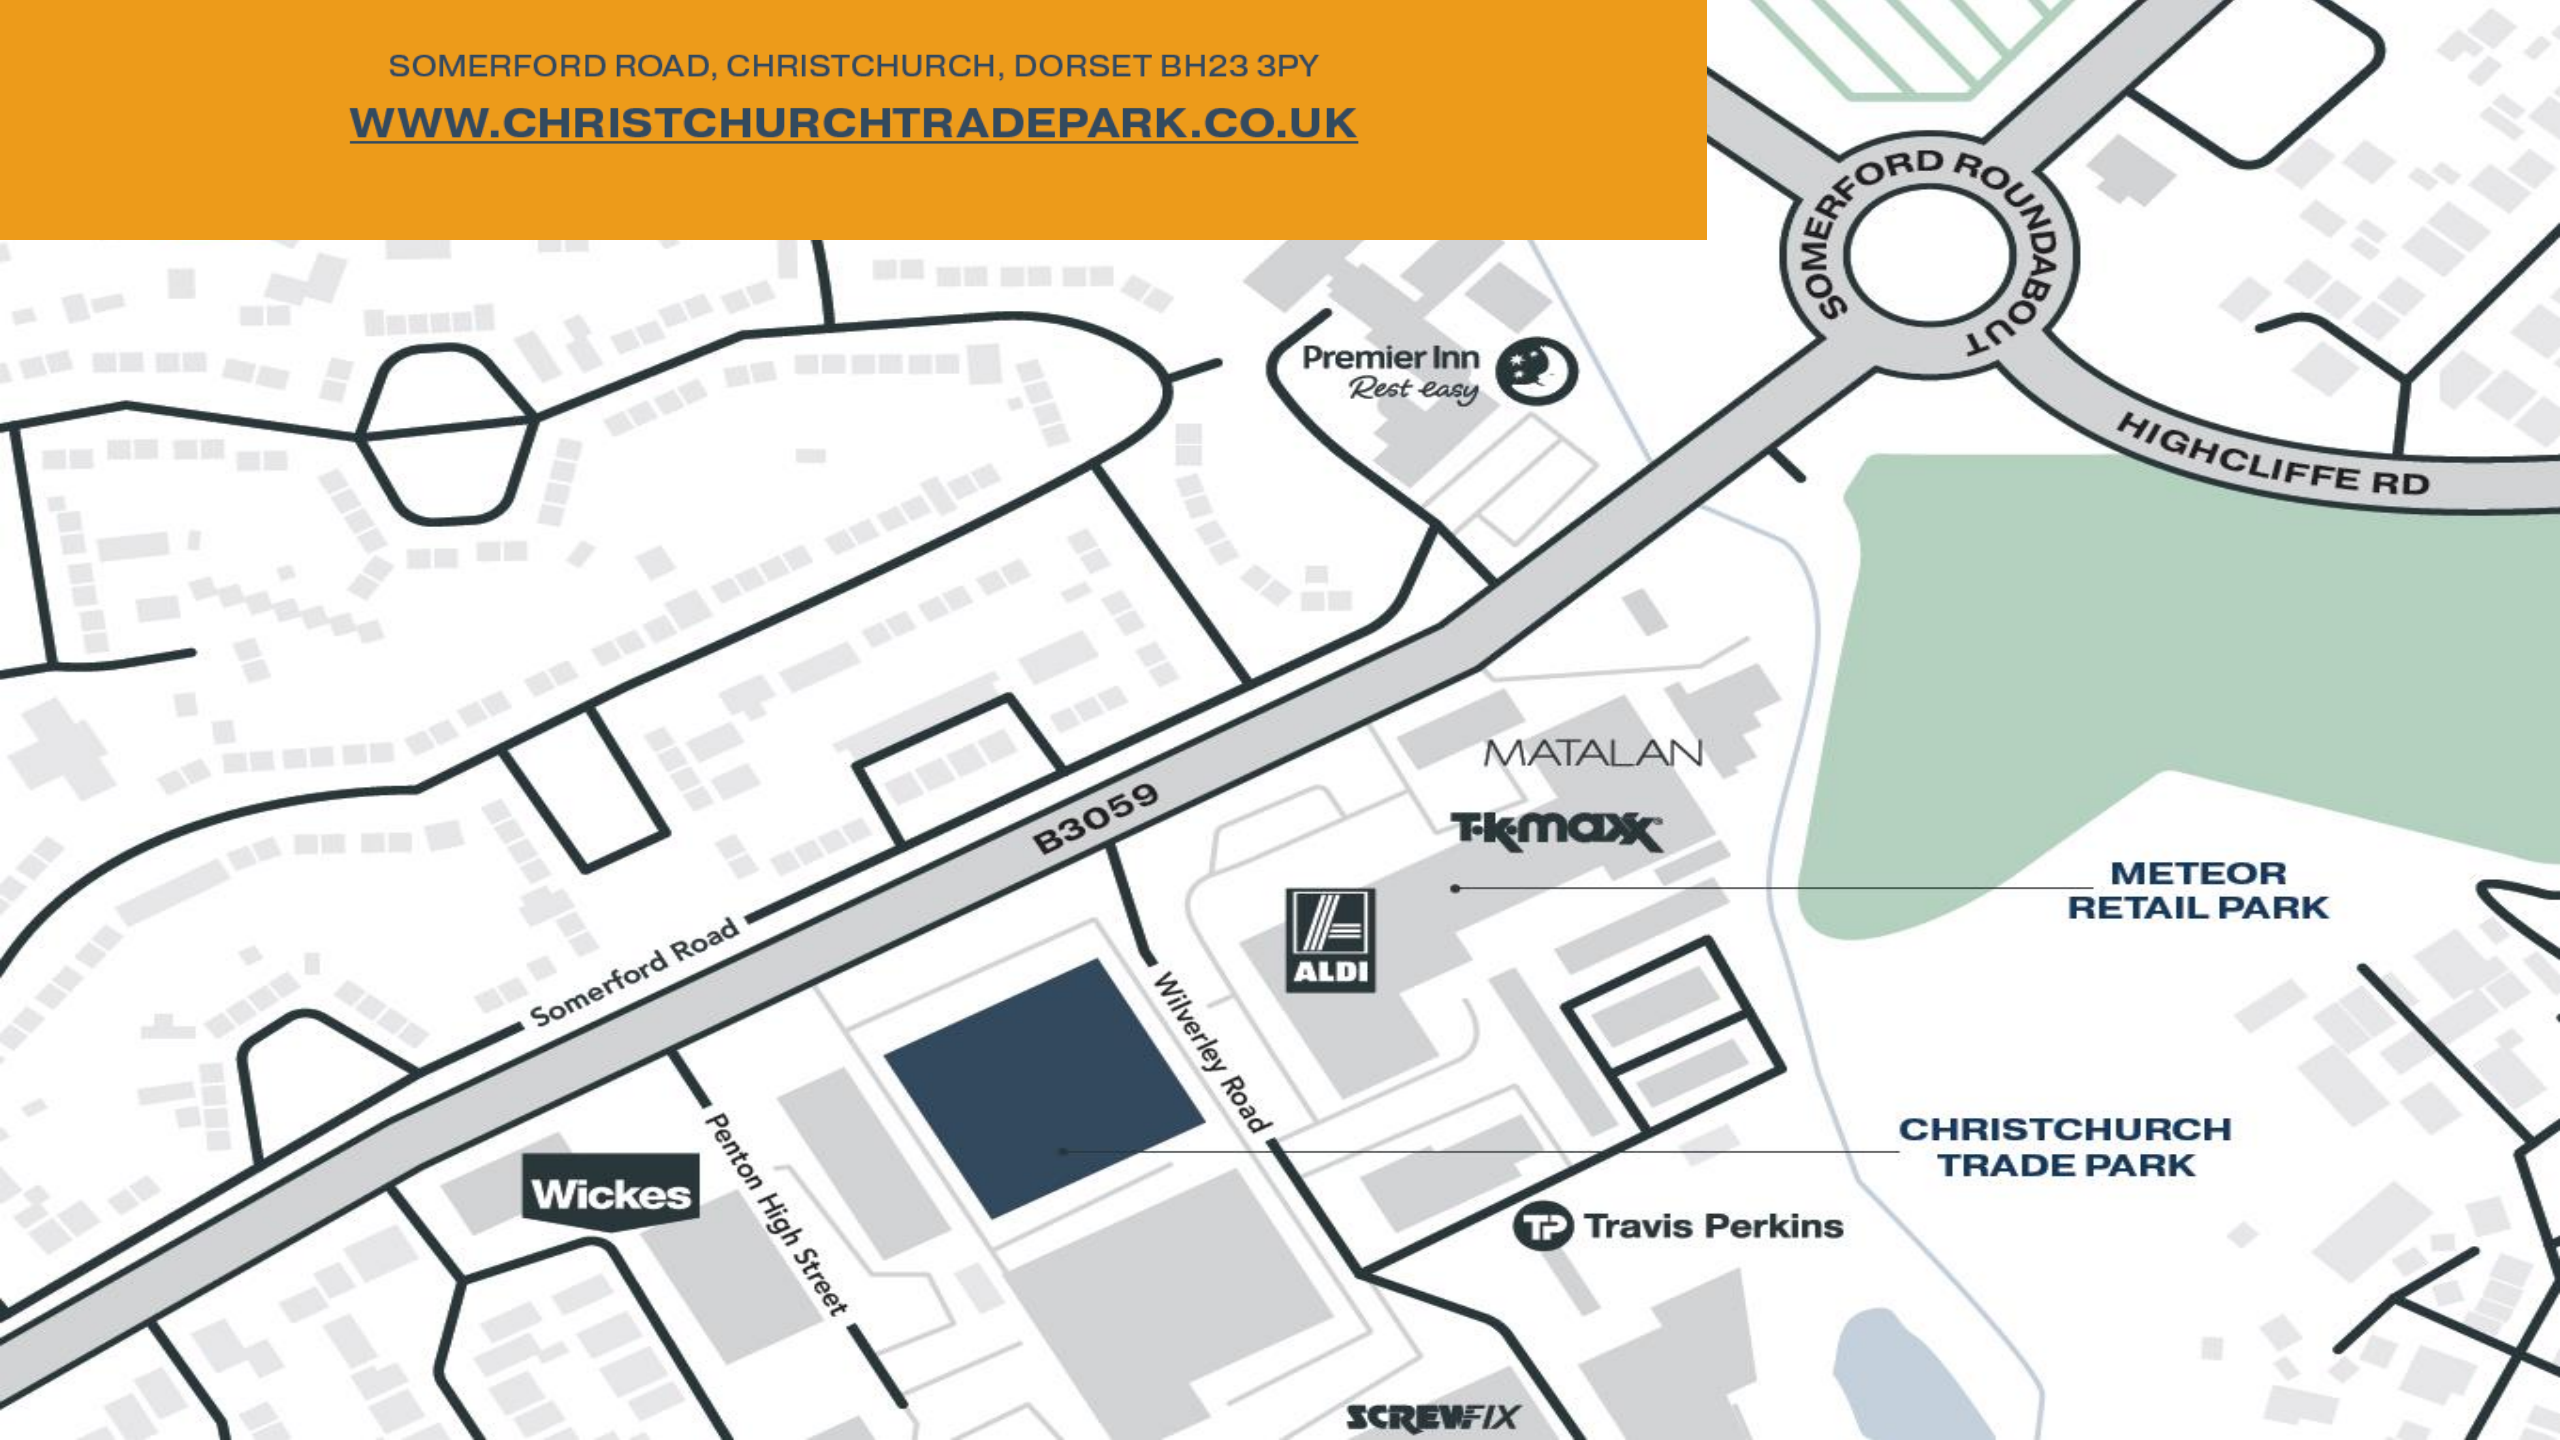 SOMERFORD ROAD, CHRISTCHURCH, DORSET BH23 3PY
WWW.CHRISTCHURCHTRADEPARK.CO.UK
SOMERFORD ROUNDABOUT
Premier Inn
Rest easy
HIGHCLIFFE RD
MATALAN
B3059
T·k·maxx
METEOR
RETAIL PARK
ALDI
Somerford Road
Wilverley Road
CHRISTCHURCH
TRADE PARK
Penton High Street
Wickes
TP Travis Perkins
SCREWFIX